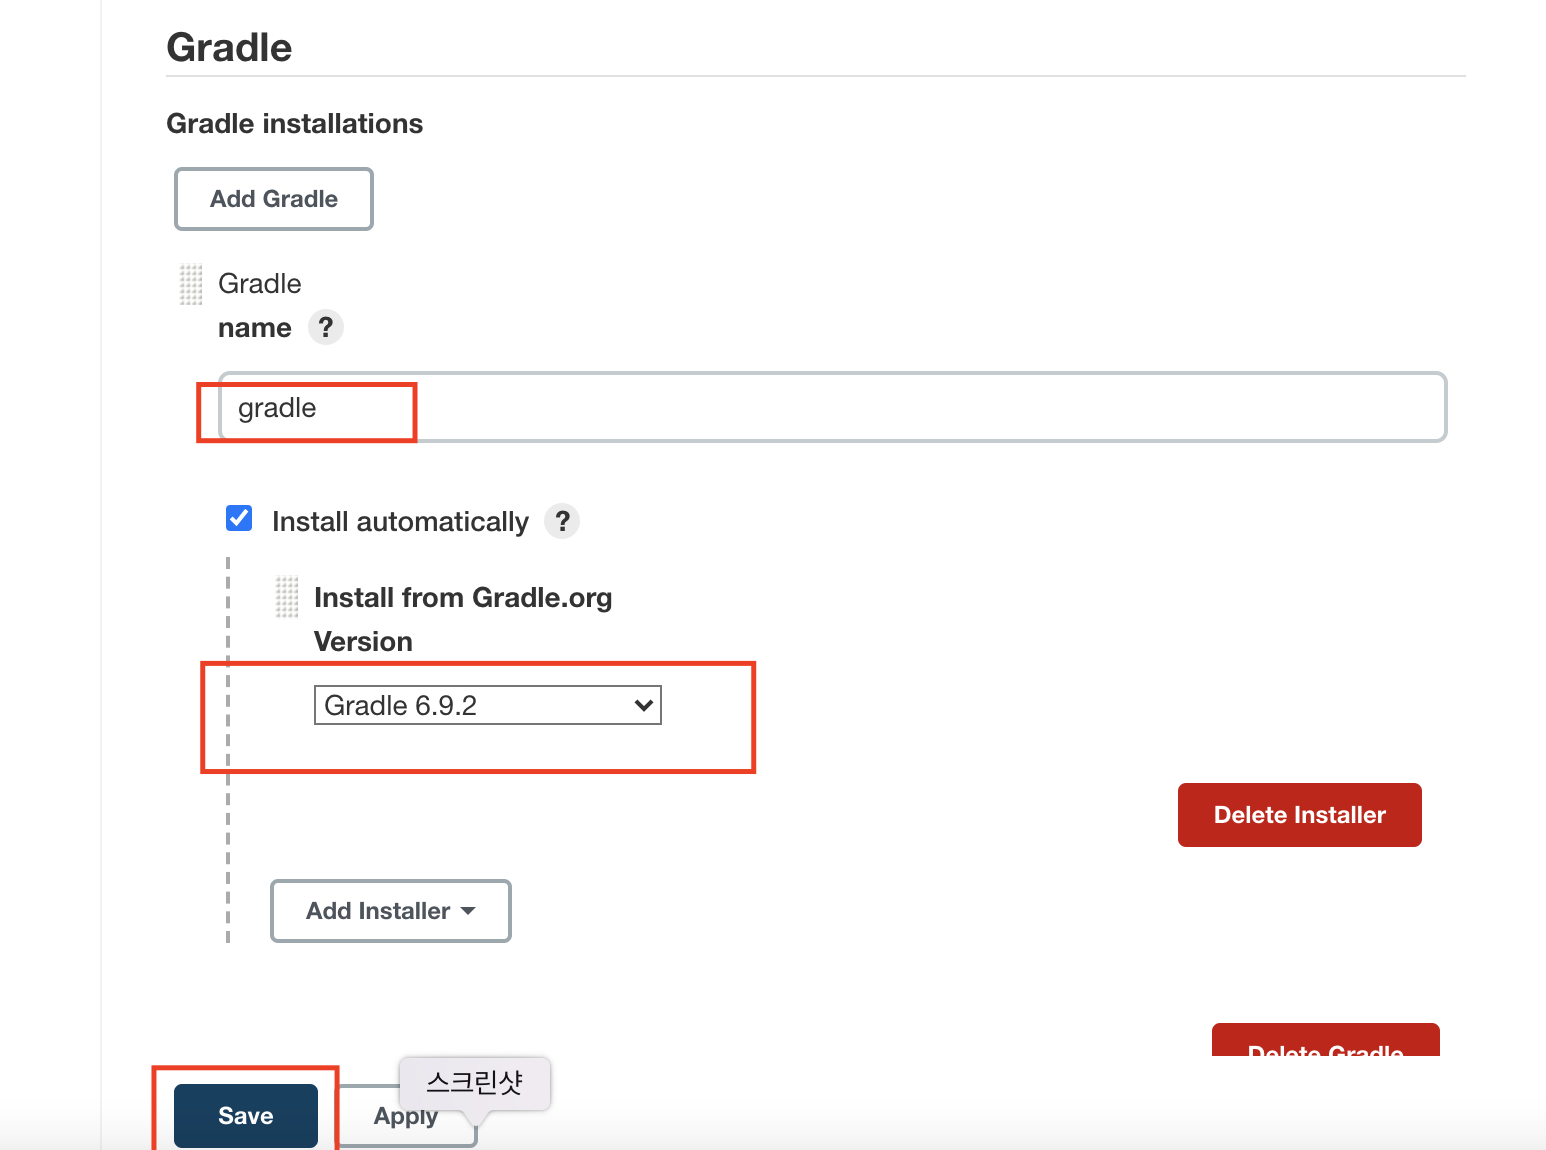 Gradle
Gradle installations
Add Gradle
Gradle
name ?
gradle
Install automatically ?
Install from Gradle.org
Version
Gradle 6.9.2
Delete Installer
Add Installer
Delete Gradle
스크린샷
Save
Apply